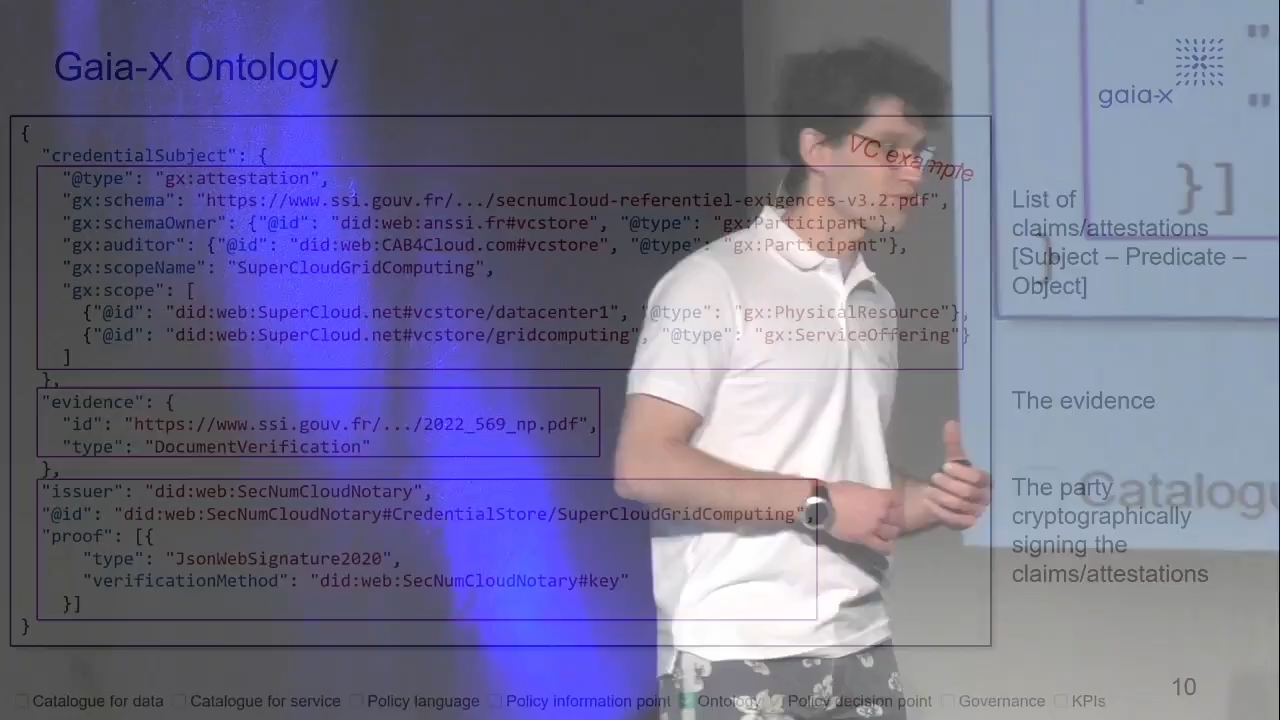 Gaia-X Ontology
gaia-x
{
"credentialSubject": {
VC example
"@type": "gx:attestation",
"gx:schema": "https://www.ssi.gouv.fr/.../secnumcloud-referentiel-exigences-v3.2.pdf",
"gx:schemaOwner": {"@id": "did:web:anssi.fr#vcstore", "@type": "gx:Participant"},
"gx:auditor": {"@id": "did:web:CAB4Cloud.com#vcstore", "@type": "gx:Participant"},
"gx:scopeName": "SuperCloudGridComputing",
"gx:scope": [
{"@id": "did:web:SuperCloud.net#vcstore/datacenter1", "@type": "gx:PhysicalResource"},
{"@id": "did:web:SuperCloud.net#vcstore/gridcomputing", "@type": "gx:ServiceOffering"}
]
},
"evidence": {
"id": "https://www.ssi.gouv.fr/.../2022_569_np.pdf",
"type": "DocumentVerification"
},
"issuer": "did:web:SecNumCloudNotary",
"@id": "did:web:SecNumCloudNotary#CredentialStore/SuperCloudGridComputing",
"proof": [{
"type": "JsonWebSignature2020",
"verificationMethod": "did:web:SecNumCloudNotary#key"
}]
}
List of
claims/attestations
[Subject – Predicate –
Object]
The evidence
The party
cryptographically
signing the
claims/attestations
"
"
}]
}
Catalogu
10
Catalogue for data
Catalogue for service
Policy language
Policy information point
Ontology
Policy decision point
Governance
KPIs